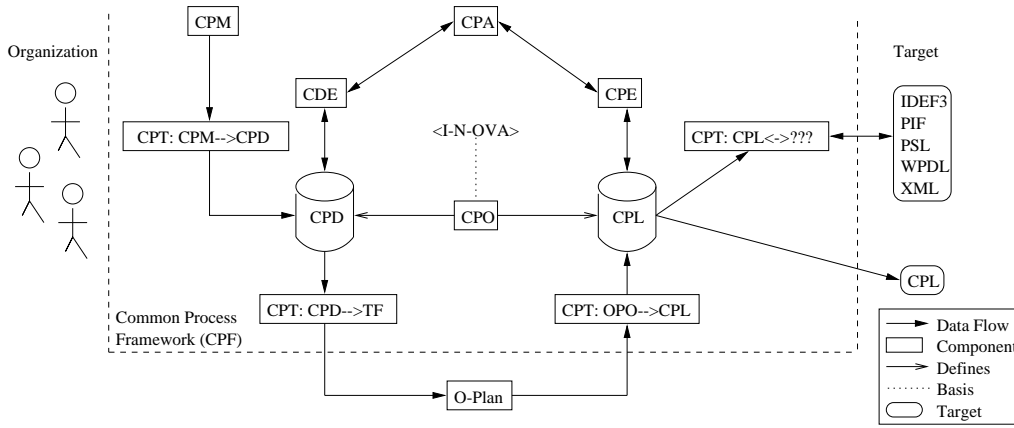 CPM
CPA
Organization
Target
CDE
CPE
IDEF3
PIF
PSL
WPDL
XML
<I-N-OVA>
CPT: CPM-->CPD
CPT: CPL<->???
CPD
CPO
CPL
CPL
CPT: CPD-->TF
CPT: OPO-->CPL
Common Process
Framework (CPF)
O-Plan
Data Flow
Component
Defines
Basis
Target